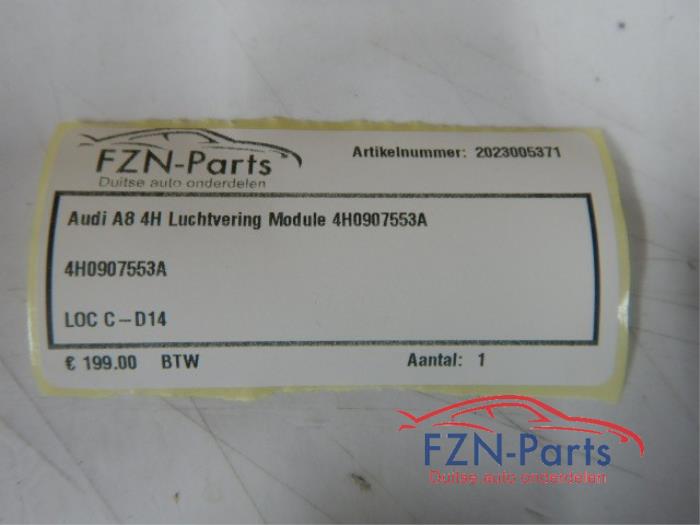 FZN-Parts
Duitse auto onderdelen
Artikelnummer: 2023005371
Audi A8 4H Luchtvering Module 4H0907553A
4H0907553A
LOC C-D14
€ 199.00 BTW
Aantal: 1
FZN-Parts
Duitse auto onderdelen